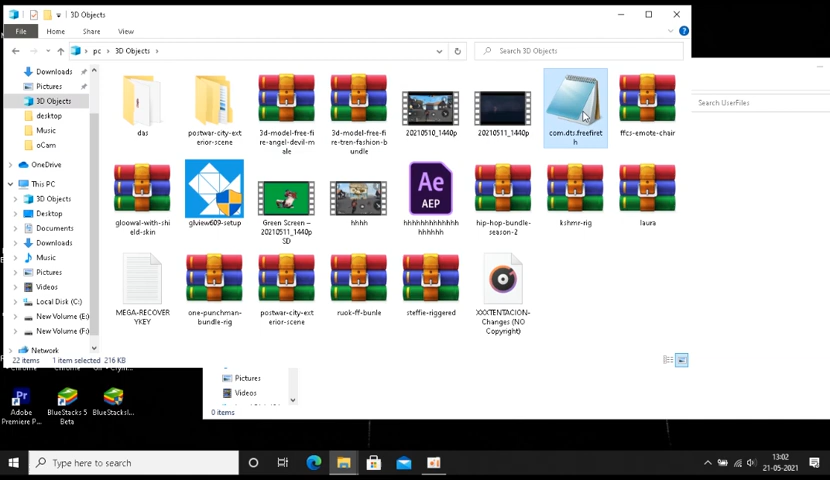 3D Objects
File
Home
Share
View
pc
3D Objects
Search 3D Objects
Search UserFiles
Downloads
Pictures
3D Objects
desktop
Music
oCam
OneDrive
This PC
3D Objects
Desktop
Documents
Downloads
Music
Pictures
Videos
Local Disk (C:)
New Volume (E:)
New Volume (F:)
Network
das
postwar-city-ext
erior-scene
3d-model-free-fi
re-angel-devil-m
ale
3d-model-free-fi
re-tren-fashion-b
undle
20210510_1440p
20210511_1440p
com.dts.freefiret
h
ffcs-emote-chair
gloowal-with-shi
eld-skin
glview609-setup
Green Screen –
20210511_1440p
SD
hhhh
Ae
AEP
hhhhhhhhhhhhh
hhhhhhh
hip-hop-bundle-
season-2
kshmr-rig
laura
MEGA-RECOVER
YKEY
one-punchman-
bundle-rig
postwar-city-ext
erior-scene
ruok-ff-bunle
steffie-riggered
XXXTENTACION-
Changes (NO
Copyright)
22 items
1 item selected 216 KB
Pictures
Videos
0 items
Pr
Adobe
Premiere P...
BlueStacks 5
Beta
BlueStacksI...
Type here to search
13:02
21-05-2021